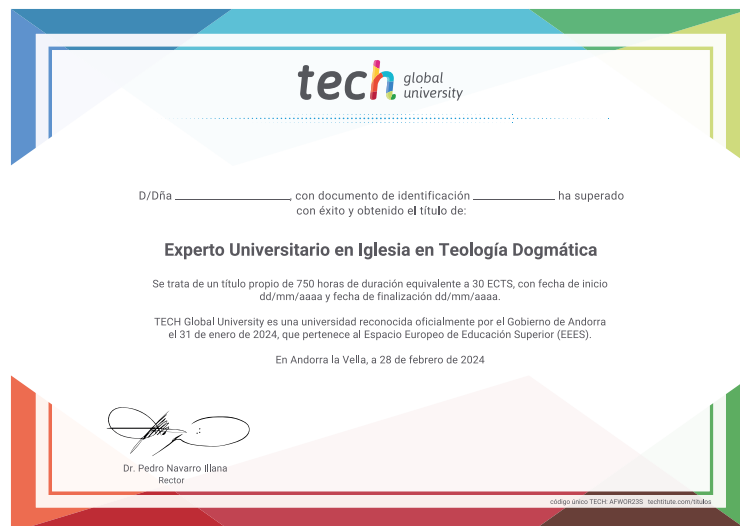 tech global
university
D/Dña ____________________, con documento de identificación ______________ ha superado
con éxito y obtenido el título de:
Experto Universitario en Iglesia en Teología Dogmática
Se trata de un título propio de 750 horas de duración equivalente a 30 ECTS, con fecha de inicio
dd/mm/aaaa y fecha de finalización dd/mm/aaaa.
TECH Global University es una universidad reconocida oficialmente por el Gobierno de Andorra
el 31 de enero de 2024, que pertenece al Espacio Europeo de Educación Superior (EEES).
En Andorra la Vella, a 28 de febrero de 2024
Dr. Pedro Navarro Illana
Rector
código único TECH: AFWOR23S techtitute.com/titulos